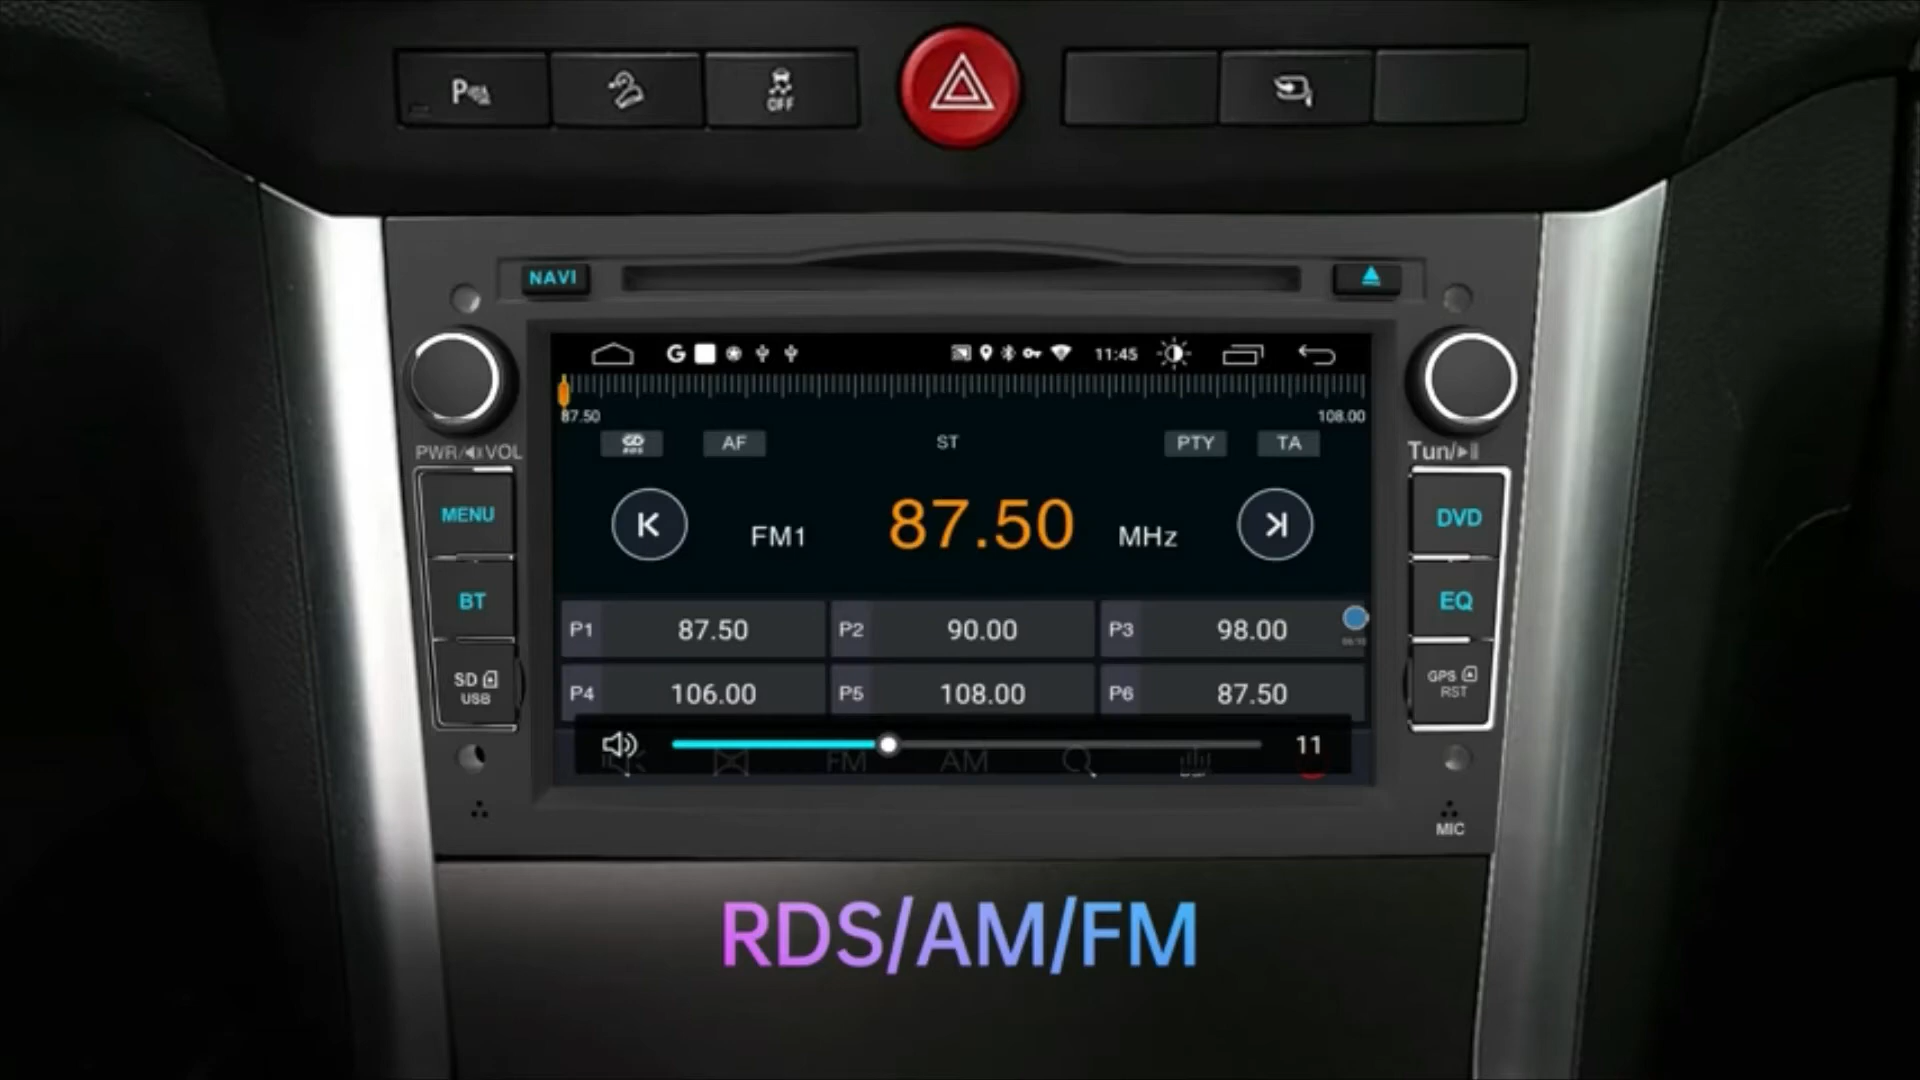 P
OFF
NAVI
G
11:45
87.50
108.00
RDS
AF
ST
PTY
TA
PWR/VOL
Tun/
MENU
BT
SD
USB
DVD
EQ
GPS
RST
FM1
87.50
MHz
P1 87.50
P2 90.00
P3 98.00
P4 106.00
P5 108.00
P6 87.50
11
FM
AM
MIC
RDS/AM/FM